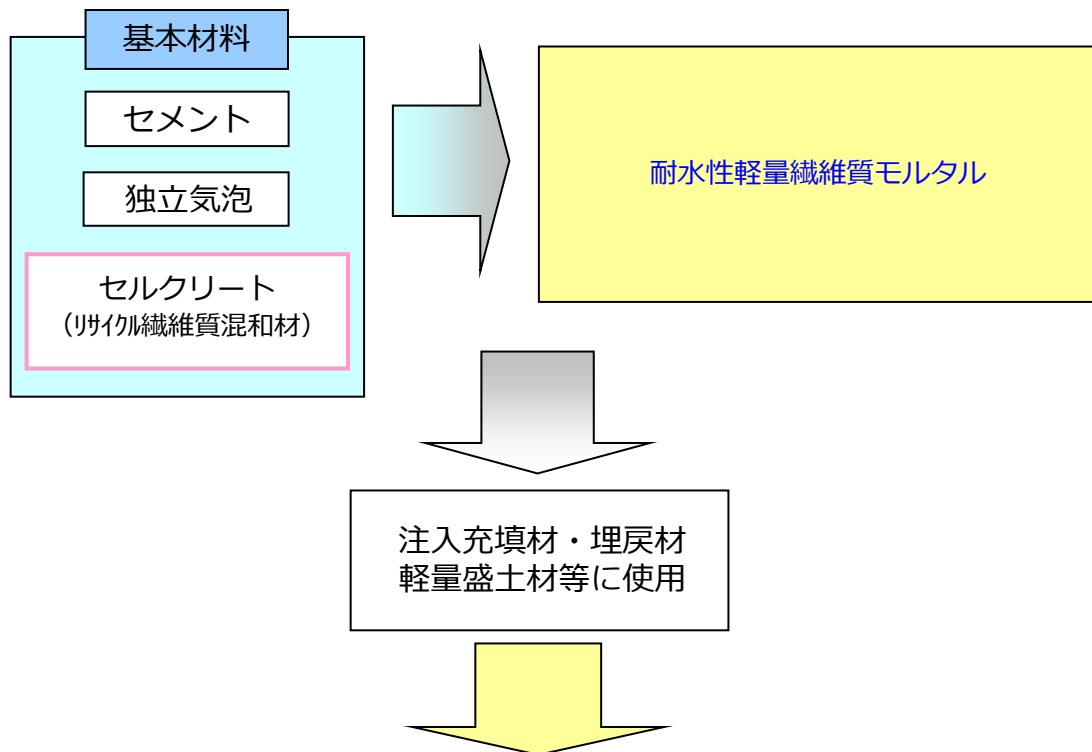 基本材料
セメント
独立気泡
セルクリート
（ﾘｻｲｸﾙ繊維質混和材）
耐水性軽量繊維質モルタル
注入充填材・埋戻材
軽量盛土材等に使用